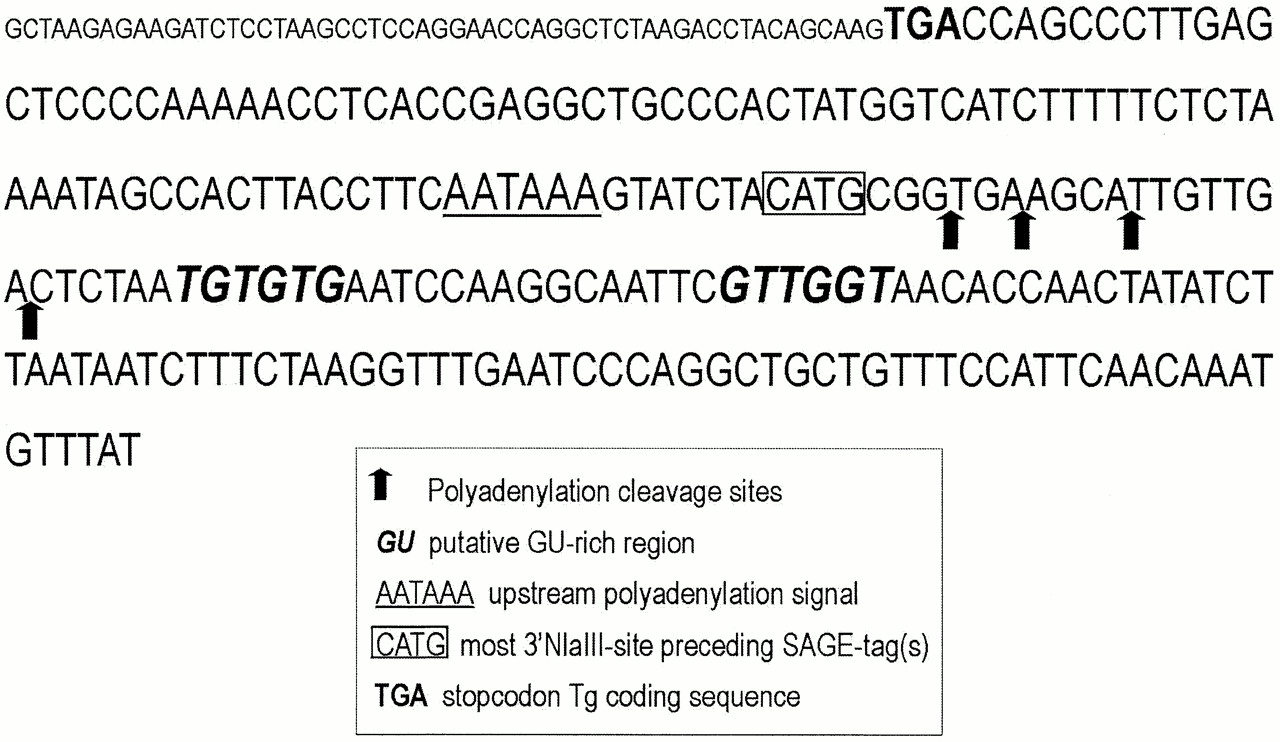 GCTAAGAGAAGATCTCCTAAGCCTCCAGGAACCAGGCTCTAAGACCTACAGCAAGTGACCAGCCCTTGAG
CTCCCCAAAAACCTCACCGAGGCTGCCCACTATGGTCATCTTTTTCTCTA
AAATAGCCACTTACCTTCAATAAAGTATCTACATGCGGTGAAGCATTGTTG
ACTCTAATGTGTGAATCCAAGGCAATTCGTTGGTAACACCAACTATATCT
TAATAATCTTTCTAAGGTTTGAATCCCAGGCTGCTGTTTCCATTCAACAAAT
GTTTAT
Polyadenylation cleavage sites
GU putative GU-rich region
AATAAA upstream polyadenylation signal
CATG most 3'NlaIII-site preceding SAGE-tag(s)
TGA stopcodon Tg coding sequence